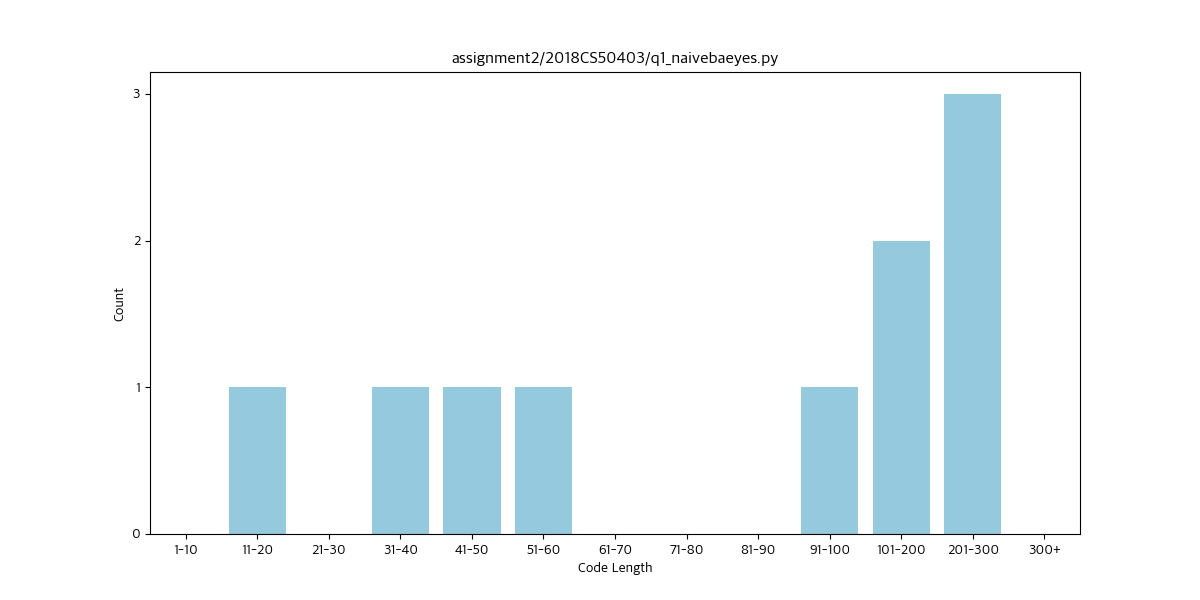 assignment2/2018CS50403/q1_naivebaeyes.py
3
2
1
0
Count
1-10 11-20 21-30 31-40 41-50 51-60 61-70 71-80 81-90 91-100 101-200 201-300 300+
Code Length